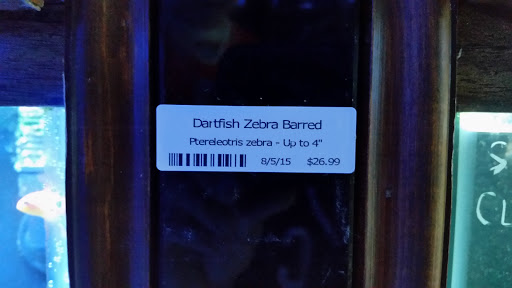 Dartfish Zebra Barred
Ptereleotris zebra - Up to 4"
8/5/15 $26.99